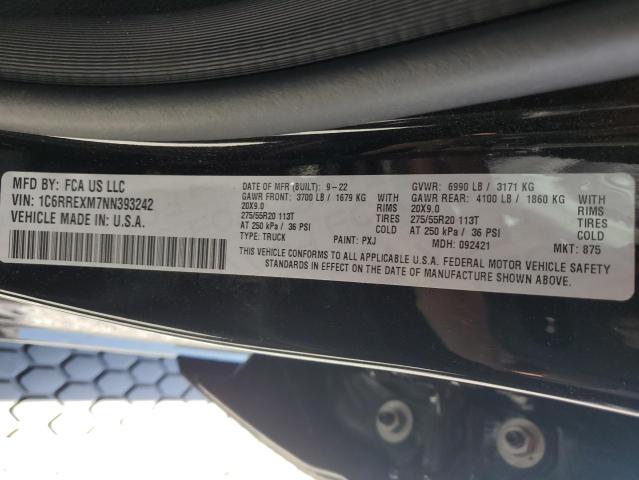 MFD BY: FCA US LLC
VIN: 1C6RREXM7NN393242
VEHICLE MADE IN U.S.A.
DATE OF MFR (BUILT): 9-22 GVWR: 6990 LB / 3171 KG
GAWR FRONT: 3700 LB / 1679 KG WITH GAWR REAR: 4100 LB / 1860 KG WITH
20X9.0 RIMS 20X9.0 RIMS
275/55R20 113T TIRES 275/55R20 113T TIRES
AT 250 kPa / 36 PSI COLD AT 250 kPa / 36 PSI COLD
TYPE: TRUCK PAINT: PXJ MDH: 092421 MKT: 875
THIS VEHICLE CONFORMS TO ALL APPLICABLE U.S.A. FEDERAL MOTOR VEHICLE SAFETY
STANDARDS IN EFFECT ON THE DATE OF MANUFACTURE SHOWN ABOVE.